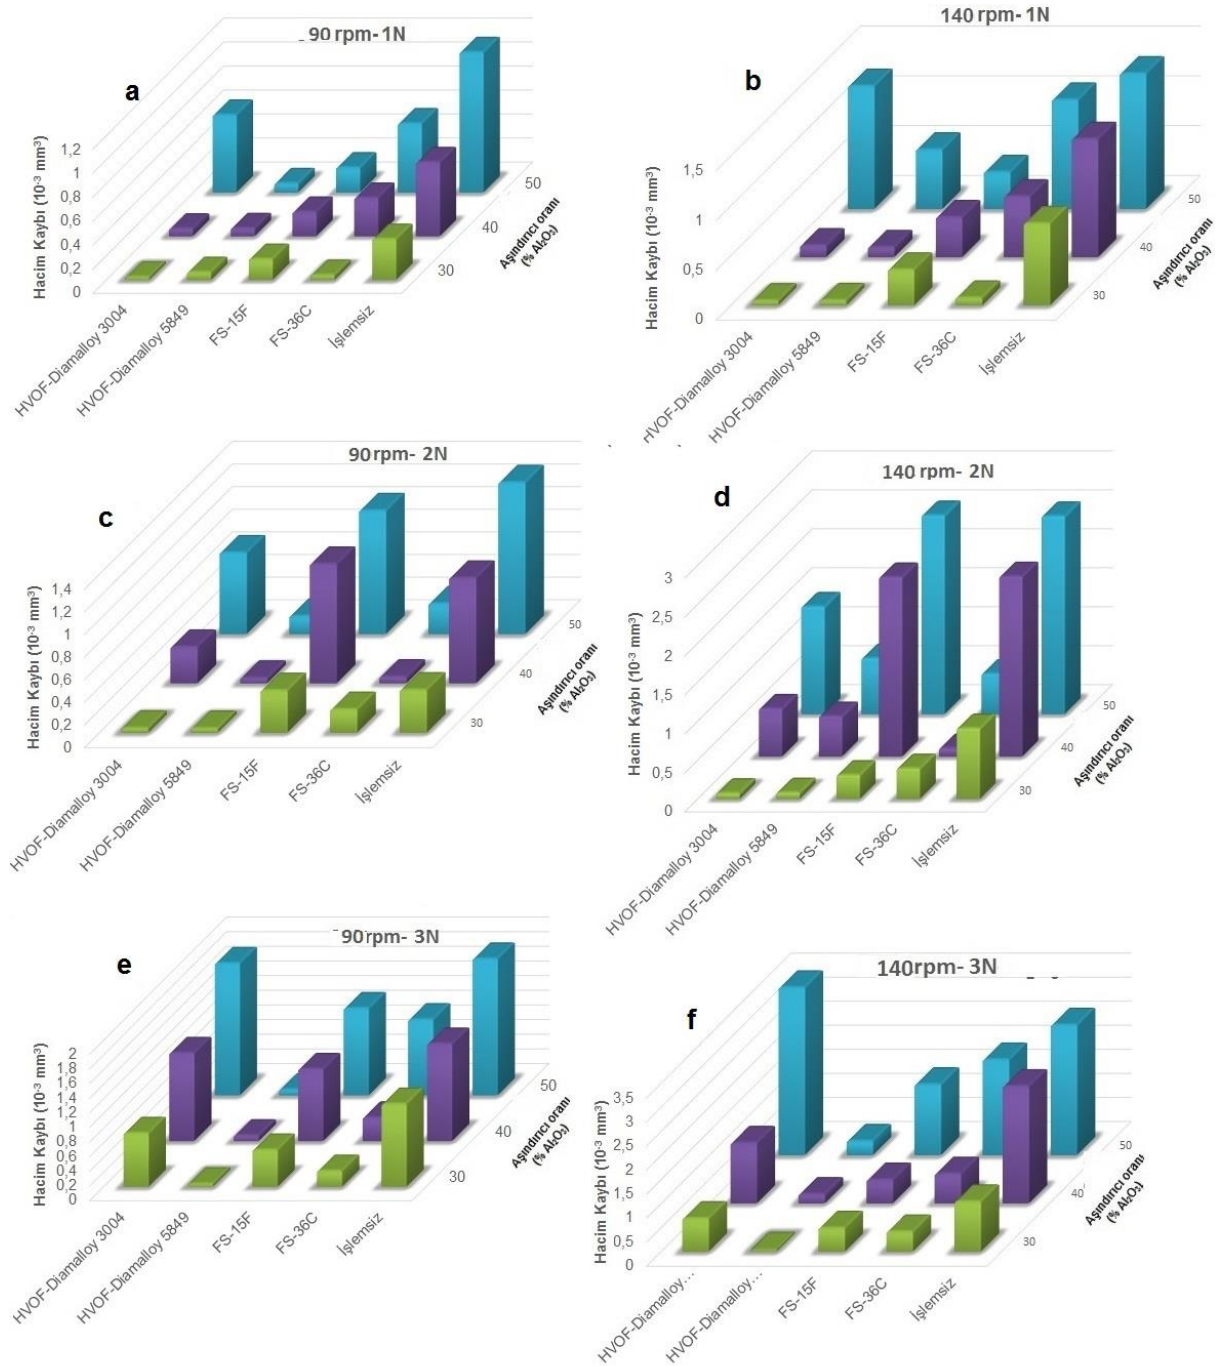 90 rpm- 1N
a
Hacim Kaybı (10⁻³ mm³)
1,2
1
0,8
0,6
0,4
0,2
0
HVOF-Diamalloy 3004
HVOF-Diamalloy 5849
FS-15F
FS-36C
İşlemsiz
30
40
50
Aşındırıcı oranı
(% Al₂O₃)
140 rpm- 1N
b
Hacim Kaybı (10⁻³ mm³)
1,5
1
0,5
0
HVOF-Diamalloy 3004
HVOF-Diamalloy 5849
FS-15F
FS-36C
İşlemsiz
30
40
50
Aşındırıcı oranı
(% Al₂O₃)
90rpm- 2N
c
Hacim Kaybı (10⁻³ mm³)
1,4
1,2
1
0,8
0,6
0,4
0,2
0
HVOF-Diamalloy 3004
HVOF-Diamalloy 5849
FS-15F
FS-36C
İşlemsiz
30
40
50
Aşındırıcı oranı
(% Al₂O₃)
140 rpm- 2N
d
Hacim Kaybı (10⁻³ mm³)
3
2,5
2
1,5
1
0,5
0
HVOF-Diamalloy 3004
HVOF-Diamalloy 5849
FS-15F
FS-36C
İşlemsiz
30
40
50
Aşındırıcı oranı
(% Al₂O₃)
90rpm- 3N
e
Hacim Kaybı (10⁻³ mm³)
2
1,8
1,6
1,4
1,2
1
0,8
0,6
0,4
0,2
0
HVOF-Diamalloy 3004
HVOF-Diamalloy 5849
FS-15F
FS-36C
İşlemsiz
30
40
50
Aşındırıcı oranı
(% Al₂O₃)
140rpm- 3N
f
Hacim Kaybı (10⁻³ mm³)
3,5
3
2,5
2
1,5
1
0,5
0
HVOF-Diamalloy...
HVOF-Diamalloy...
FS-15F
FS-36C
İşlemsiz
30
40
50
Aşındırıcı oranı
(% Al₂O₃)